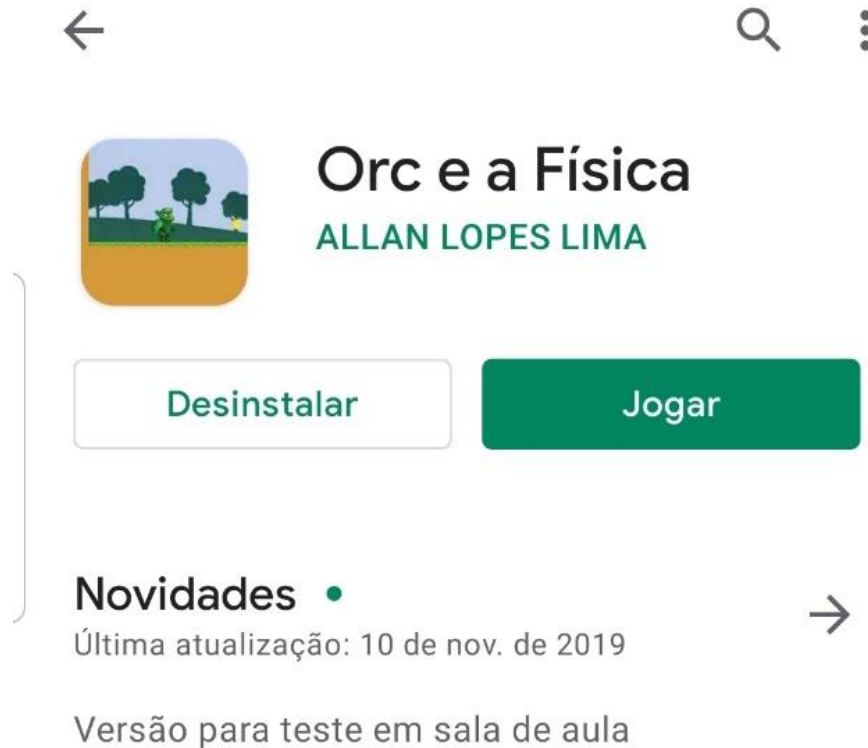 Orc e a Física
ALLAN LOPES LIMA
Desinstalar
Jogar
Novidades
Última atualização: 10 de nov. de 2019
Versão para teste em sala de aula